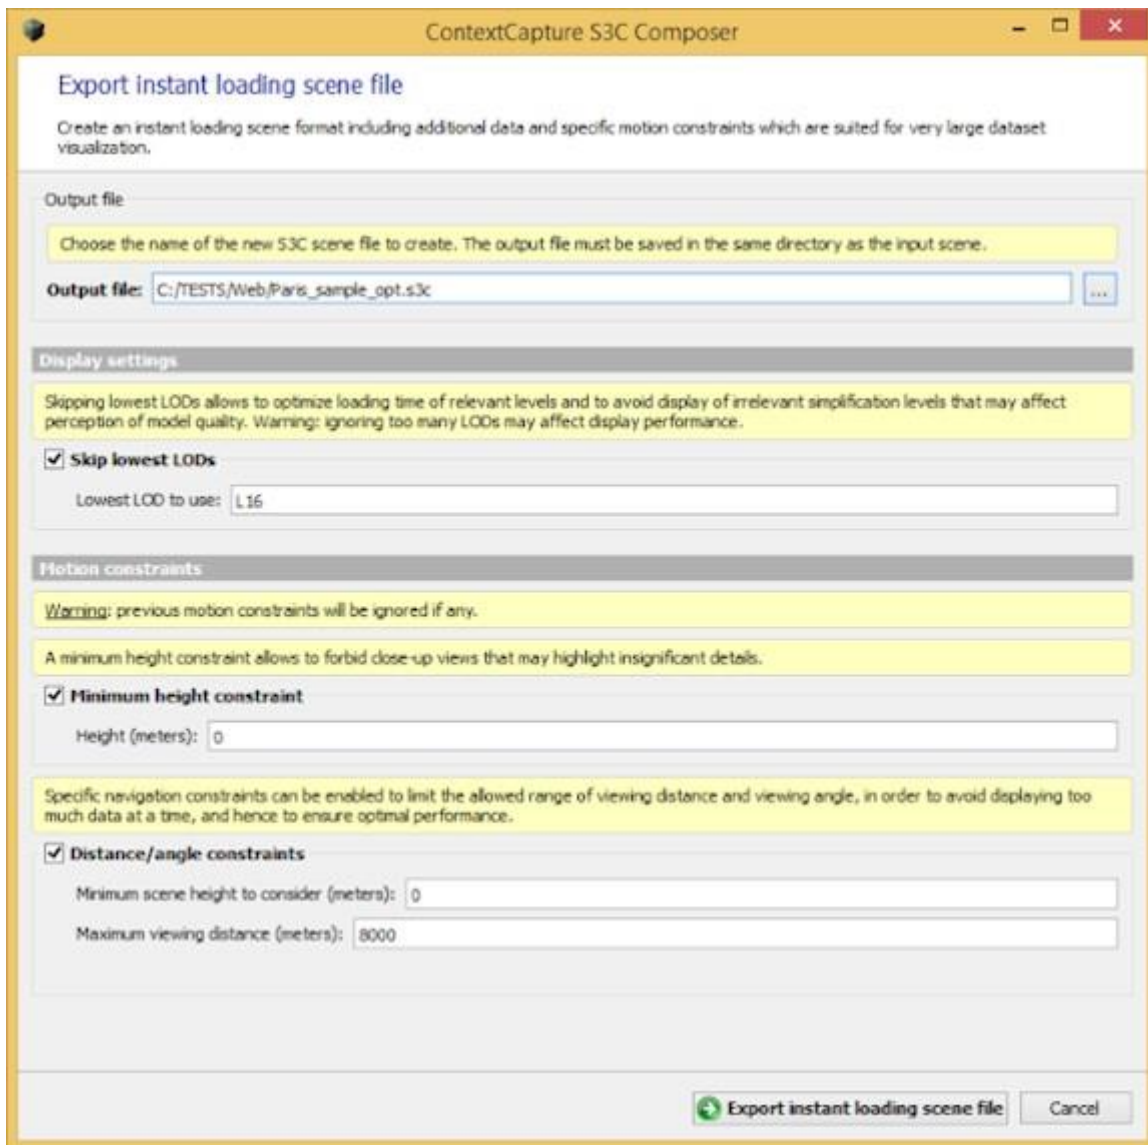 ContextCapture S3C Composer
Export instant loading scene file
Create an instant loading scene format including additional data and specific motion constraints which are suited for very large dataset
visualization.
Output file
Choose the name of the new S3C scene file to create. The output file must be saved in the same directory as the input scene.
Output file: C:/TESTS/Web/Paris_sample_opt.s3c ...
Display settings
Skipping lowest LODs allows to optimize loading time of relevant levels and to avoid display of irrelevant simplification levels that may affect
perception of model quality. Warning: ignoring too many LODs may affect display performance.
Skip lowest LODs
Lowest LOD to use: L16
Motion constraints
Warning: previous motion constraints will be ignored if any.
A minimum height constraint allows to forbid close-up views that may highlight insignificant details.
Minimum height constraint
Height (meters): 0
Specific navigation constraints can be enabled to limit the allowed range of viewing distance and viewing angle, in order to avoid displaying too
much data at a time, and hence to ensure optimal performance.
Distance/angle constraints
Minimum scene height to consider (meters): 0
Maximum viewing distance (meters): 8000
Export instant loading scene file Cancel